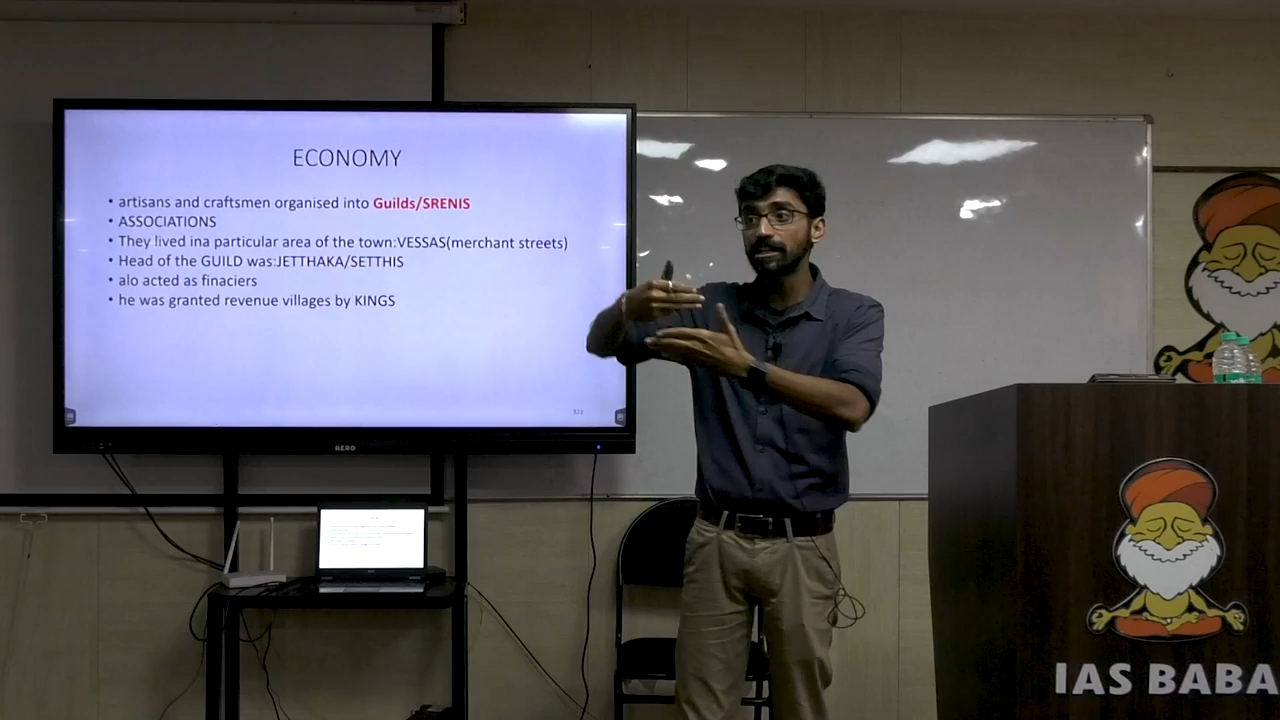 ECONOMY
• artisans and craftsmen organised into Guilds/SRENIS
• ASSOCIATIONS
• They lived ina particular area of the town:VESSAS(merchant streets)
• Head of the GUILD was:JETTHAKA/SETTHIS
• alo acted as finaciers
• he was granted revenue villages by KINGS
323
AERO
IAS BABA